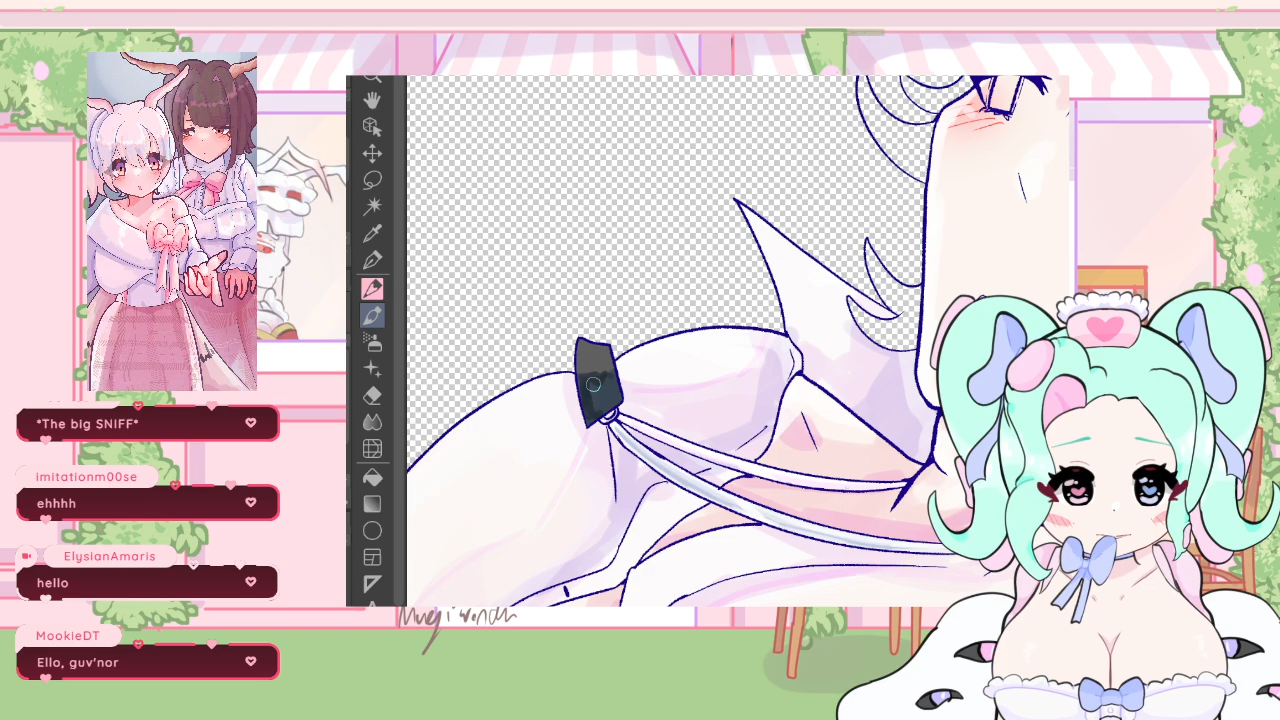 *The big SNIFF*
imitationm00se
ehhhh
ElysianAmaris
hello
MookieDT
Ello, guv'nor